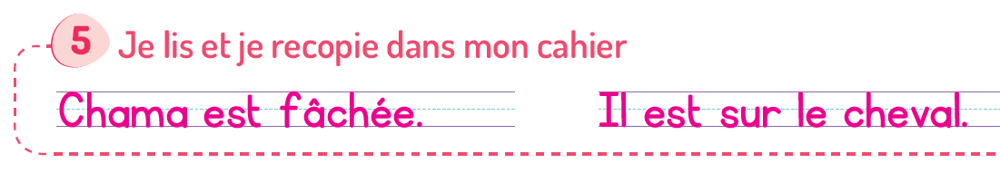 5 Je lis et je recopie dans mon cahier
Chama est fâchée. Il est sur le cheval.